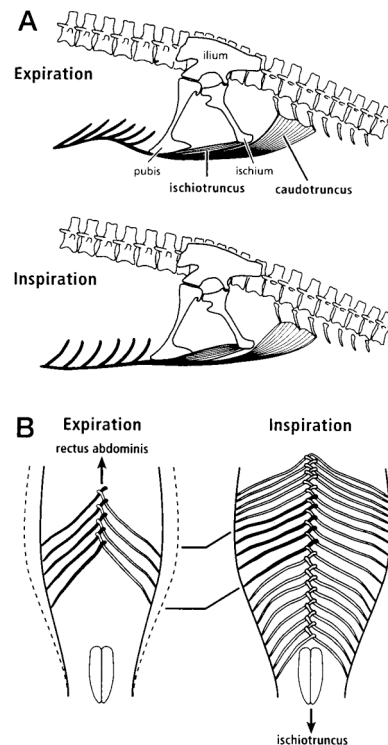 A
ilium
Expiration
pubis
ischium
ischiotruncus
caudotruncus
Inspiration
B
Expiration
rectus abdominis
Inspiration
ischiotruncus